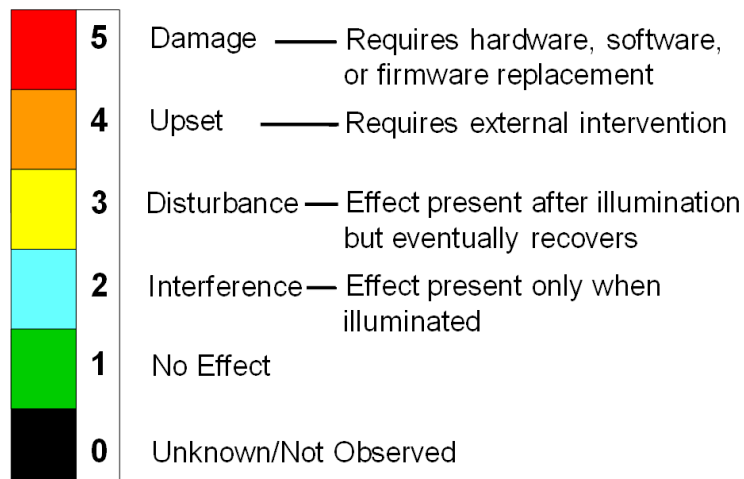 5 Damage — Requires hardware, software,
or firmware replacement
4 Upset — Requires external intervention
3 Disturbance — Effect present after illumination
but eventually recovers
2 Interference — Effect present only when
illuminated
1 No Effect
0 Unknown/Not Observed